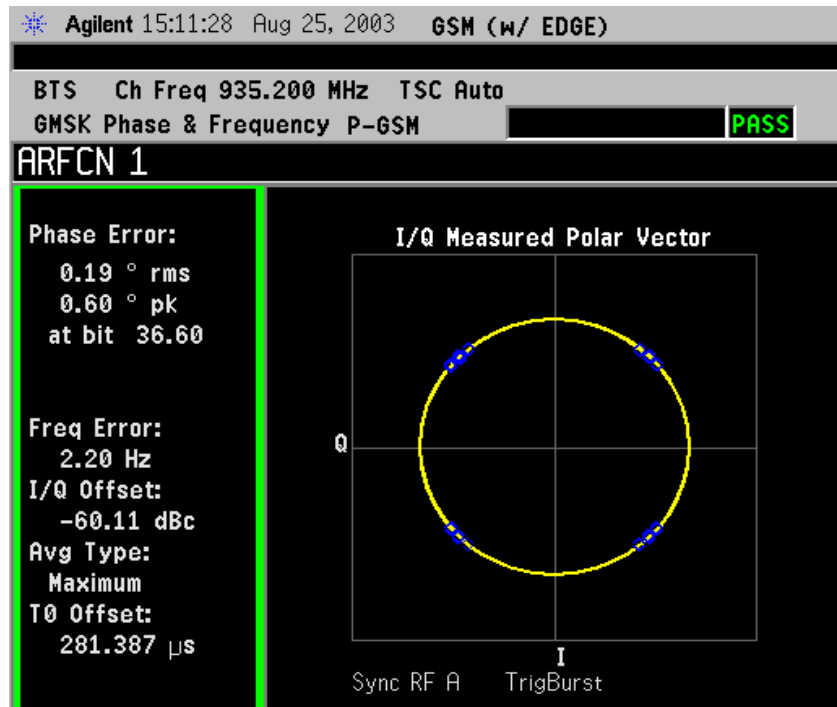 Agilent 15:11:28 Aug 25, 2003 GSM (w/ EDGE)
BTS Ch Freq 935.200 MHz TSC Auto
GMSK Phase & Frequency P-GSM PASS
ARFCN 1
Phase Error:
0.19 ° rms
0.60 ° pk
at bit 36.60
Freq Error:
2.20 Hz
I/Q Offset:
-60.11 dBc
Avg Type:
Maximum
T0 Offset:
281.387 μs
I/Q Measured Polar Vector
Q
I
Sync RF A TrigBurst